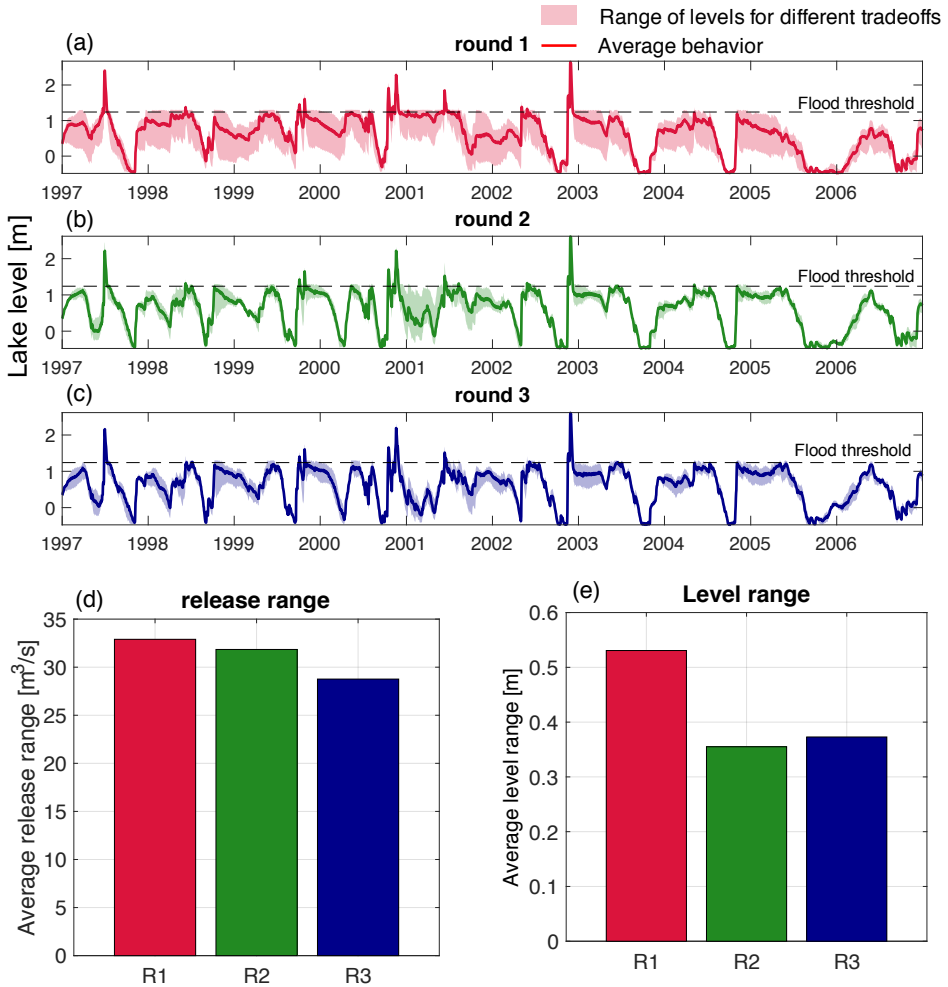 Range of levels for different tradeoffs
Average behavior
(a)
round 1
Flood threshold
2
1
0
1997 1998 1999 2000 2001 2002 2003 2004 2005 2006
(b)
round 2
Flood threshold
2
1
0
1997 1998 1999 2000 2001 2002 2003 2004 2005 2006
Lake level [m]
(c)
round 3
Flood threshold
2
1
0
1997 1998 1999 2000 2001 2002 2003 2004 2005 2006
(d)
release range
Average release range [m³/s]
35
30
25
20
15
10
5
0
R1 R2 R3
(e)
Level range
Average level range [m]
0.6
0.5
0.4
0.3
0.2
0.1
0
R1 R2 R3